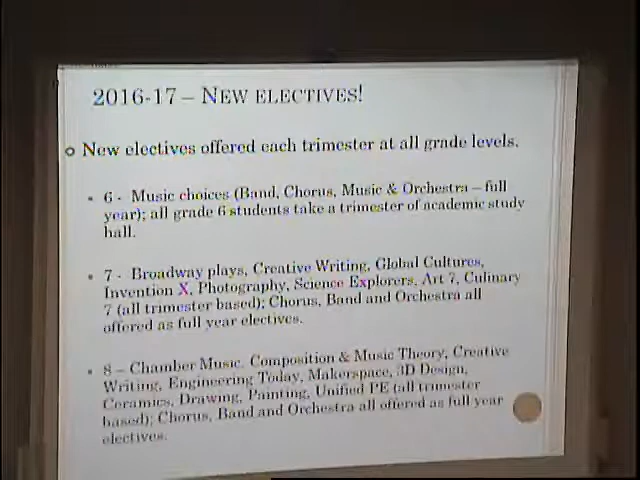 2016-17 – NEW ELECTIVES!
New electives offered each trimester at all grade levels.
6 - Music choices (Band, Chorus, Music & Orchestra – full
year); all grade 6 students take a trimester of academic study
hall.
7 - Broadway plays, Creative Writing, Global Cultures,
Invention X, Photography, Science Explorers, Art 7, Culinary
7 (all trimester based); Chorus, Band and Orchestra all
offered as full year electives.
8 – Chamber Music, Composition & Music Theory, Creative
Writing, Engineering Today, Makerspace, 3D Design,
Ceramics, Drawing, Painting, Unified PE (all trimester
based); Chorus, Band and Orchestra all offered as full year
electives.